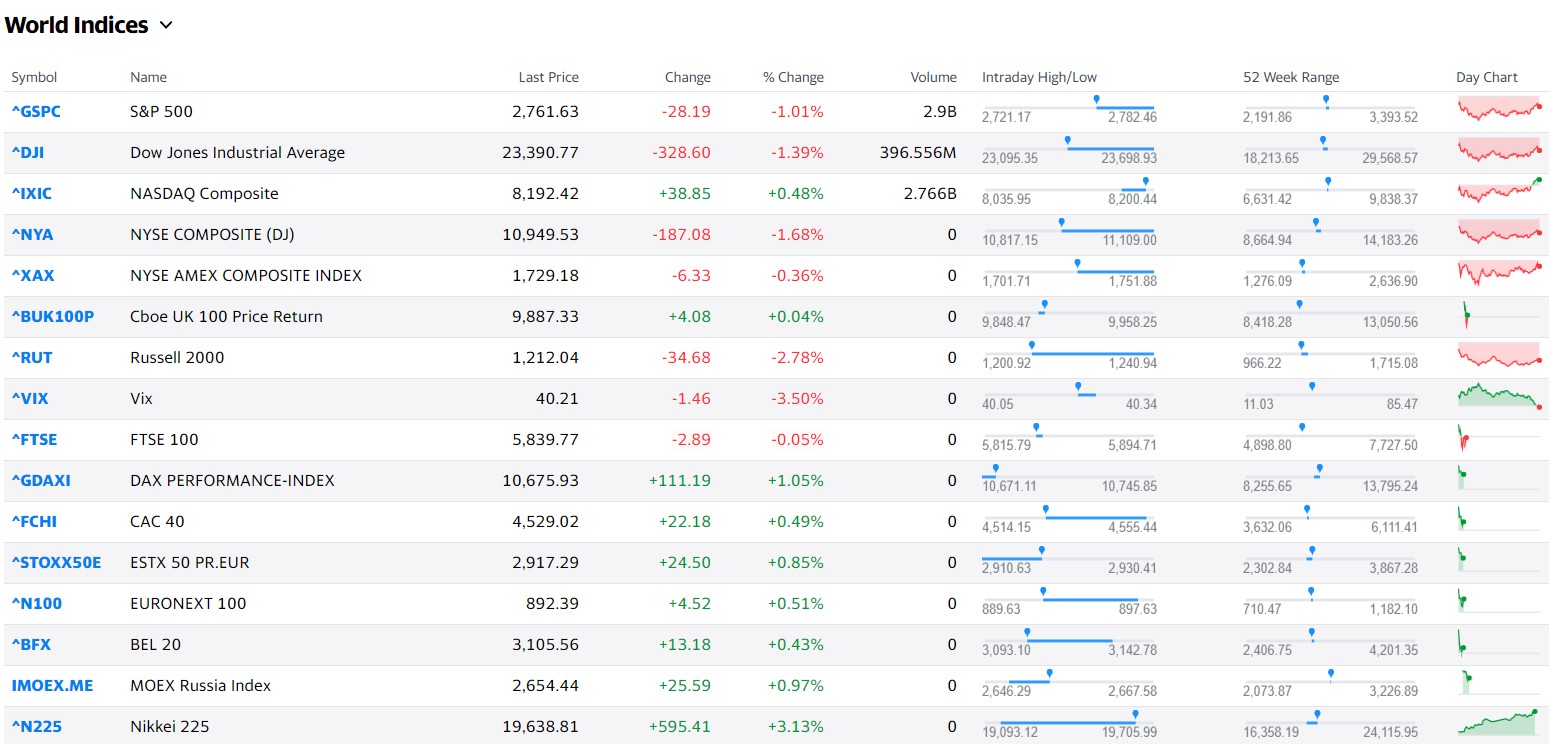 World Indices
Symbol Name Last Price Change % Change Volume Intraday High/Low 52 Week Range Day Chart
^GSPC S&P 500 2,761.63 -28.19 -1.01% 2.9B 2,721.17 2,782.46 2,191.86 3,393.52
^DJI Dow Jones Industrial Average 23,390.77 -328.60 -1.39% 396.556M 23,095.35 23,698.93 18,213.65 29,568.57
^IXIC NASDAQ Composite 8,192.42 +38.85 +0.48% 2.766B 8,035.95 8,200.44 6,631.42 9,838.37
^NYA NYSE COMPOSITE (DJ) 10,949.53 -187.08 -1.68% 0 10,817.15 11,109.00 8,664.94 14,183.26
^XAX NYSE AMEX COMPOSITE INDEX 1,729.18 -6.33 -0.36% 0 1,701.71 1,751.88 1,276.09 2,636.90
^BUK100P Cboe UK 100 Price Return 9,887.33 +4.08 +0.04% 0 9,848.47 9,958.25 8,418.28 13,050.56
^RUT Russell 2000 1,212.04 -34.68 -2.78% 0 1,200.92 1,240.94 966.22 1,715.08
^VIX Vix 40.21 -1.46 -3.50% 0 40.05 40.34 11.03 85.47
^FTSE FTSE 100 5,839.77 -2.89 -0.05% 0 5,815.79 5,894.71 4,898.80 7,727.50
^GDAXI DAX PERFORMANCE-INDEX 10,675.93 +111.19 +1.05% 0 10,671.11 10,745.85 8,255.65 13,795.24
^FCHI CAC 40 4,529.02 +22.18 +0.49% 0 4,514.15 4,555.44 3,632.06 6,111.41
^STOXX50E ESTX 50 PR.EUR 2,917.29 +24.50 +0.85% 0 2,910.63 2,930.41 2,302.84 3,867.28
^N100 EURONEXT 100 892.39 +4.52 +0.51% 0 889.63 897.63 710.47 1,182.10
^BFX BEL 20 3,105.56 +13.18 +0.43% 0 3,093.10 3,142.78 2,406.75 4,201.35
IMOEX.ME MOEX Russia Index 2,654.44 +25.59 +0.97% 0 2,646.29 2,667.58 2,073.87 3,226.89
^N225 Nikkei 225 19,638.81 +595.41 +3.13% 0 19,093.12 19,705.99 16,358.19 24,115.95